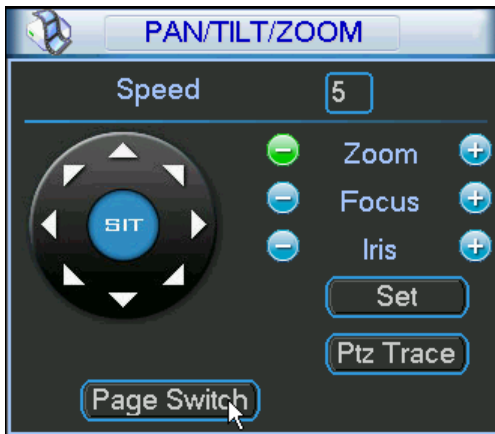 PAN/TILT/ZOOM
Speed 5
Zoom
Focus
SIT
Iris
Set
Ptz Trace
Page Switch